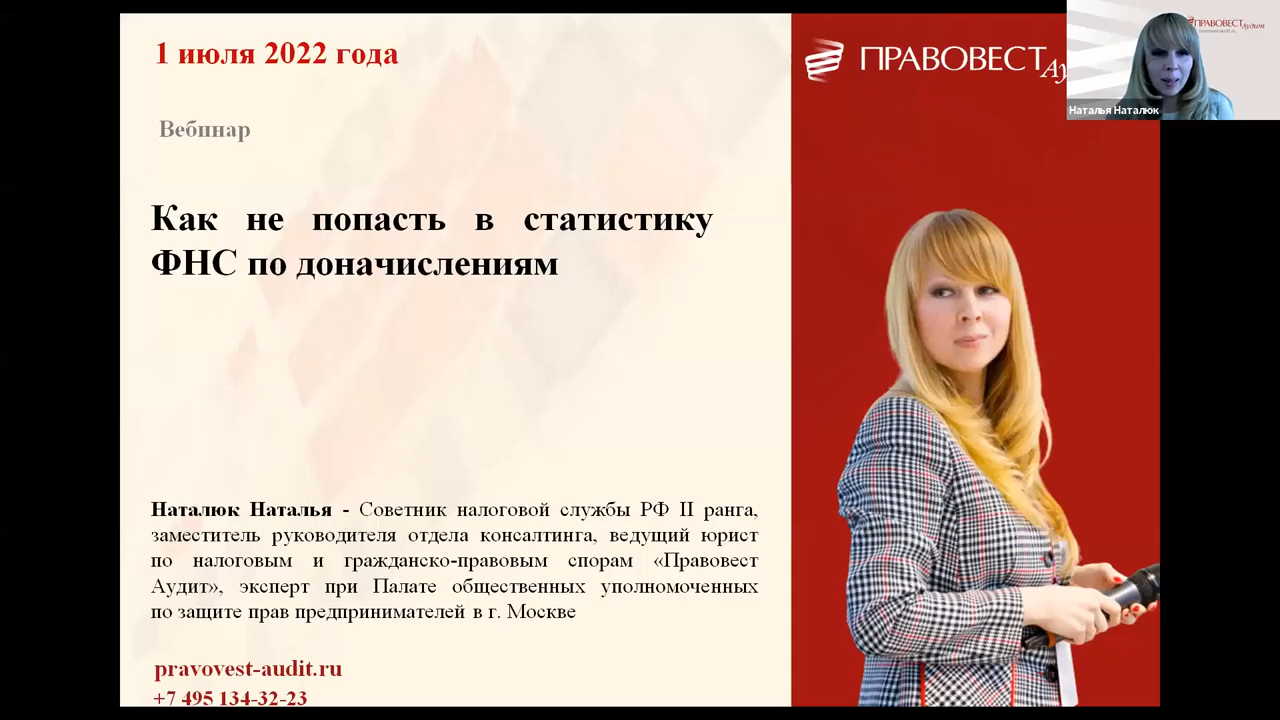 1 июля 2022 года
Вебинар
Как не попасть в статистику
ФНС по доначислениям
Наталюк Наталья - Советник налоговой службы РФ II ранга,
заместитель руководителя отдела консалтинга, ведущий юрист
по налоговым и гражданско-правовым спорам «Правовест
Аудит», эксперт при Палате общественных уполномоченных
по защите прав предпринимателей в г. Москве
pravovest-audit.ru
+7 495 134-32-23
ПРАВОВЕСТ
ПРАВОВЕСТ Аудит
Наталья Наталюк